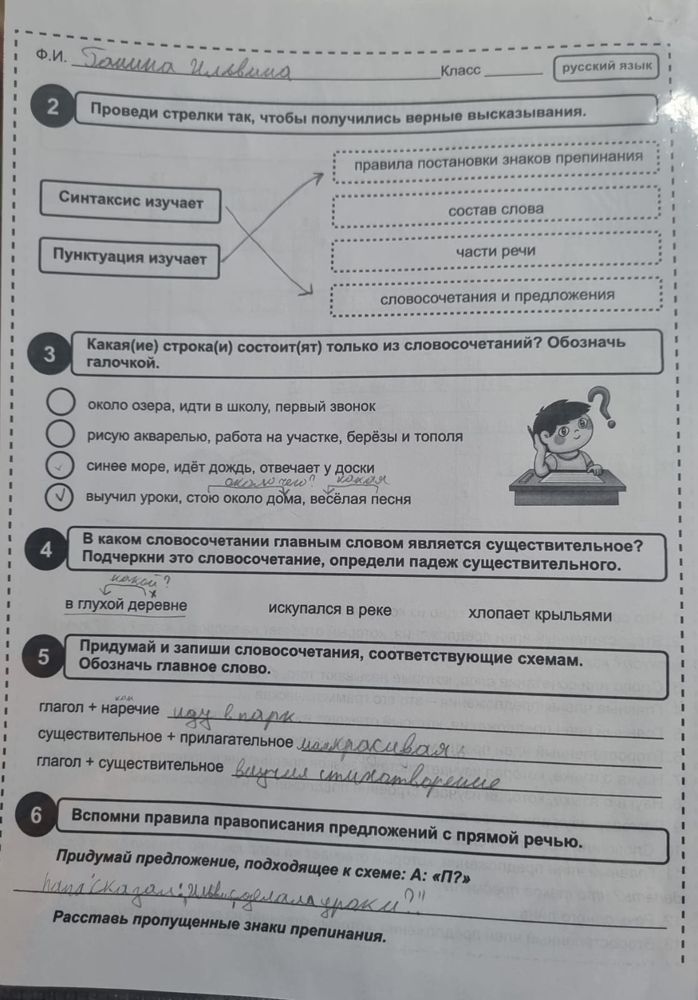 Ф.И. Ганина Ильвина Класс русский язык
2 Проведи стрелки так, чтобы получились верные высказывания.
правила постановки знаков препинания
Синтаксис изучает
состав слова
Пунктуация изучает
части речи
словосочетания и предложения
3 Какая(ие) строка(и) состоит(ят) только из словосочетаний? Обозначь
галочкой.
около озера, идти в школу, первый звонок
рисую акварелью, работа на участке, берёзы и тополя
синее море, идёт дождь, отвечает у доски
около чего? какая
выучил уроки, стою около дома, весёлая песня
4 В каком словосочетании главным словом является существительное?
Подчеркни это словосочетание, определи падеж существительного.
какой?
х
в глухой деревне искупался в реке хлопает крыльями
5 Придумай и запиши словосочетания, соответствующие схемам.
Обозначь главное слово.
глагол + наречие иду в парк
существительное + прилагательное красивая
глагол + существительное выучил стихотворение
6 Вспомни правила правописания предложений с прямой речью.
Придумай предложение, подходящее к схеме: А: «П?»
папа сказал: сделала уроки?"
Расставь пропущенные знаки препинания.